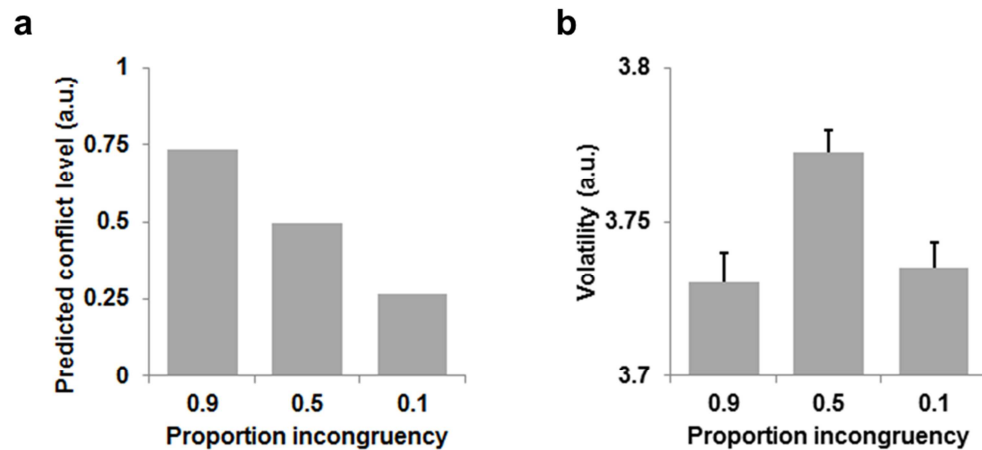 a
Predicted conflict level (a.u.)
1
0.75
0.5
0.25
0
0.9 0.5 0.1
Proportion incongruency
b
Volatility (a.u.)
3.8
3.75
3.7
0.9 0.5 0.1
Proportion incongruency